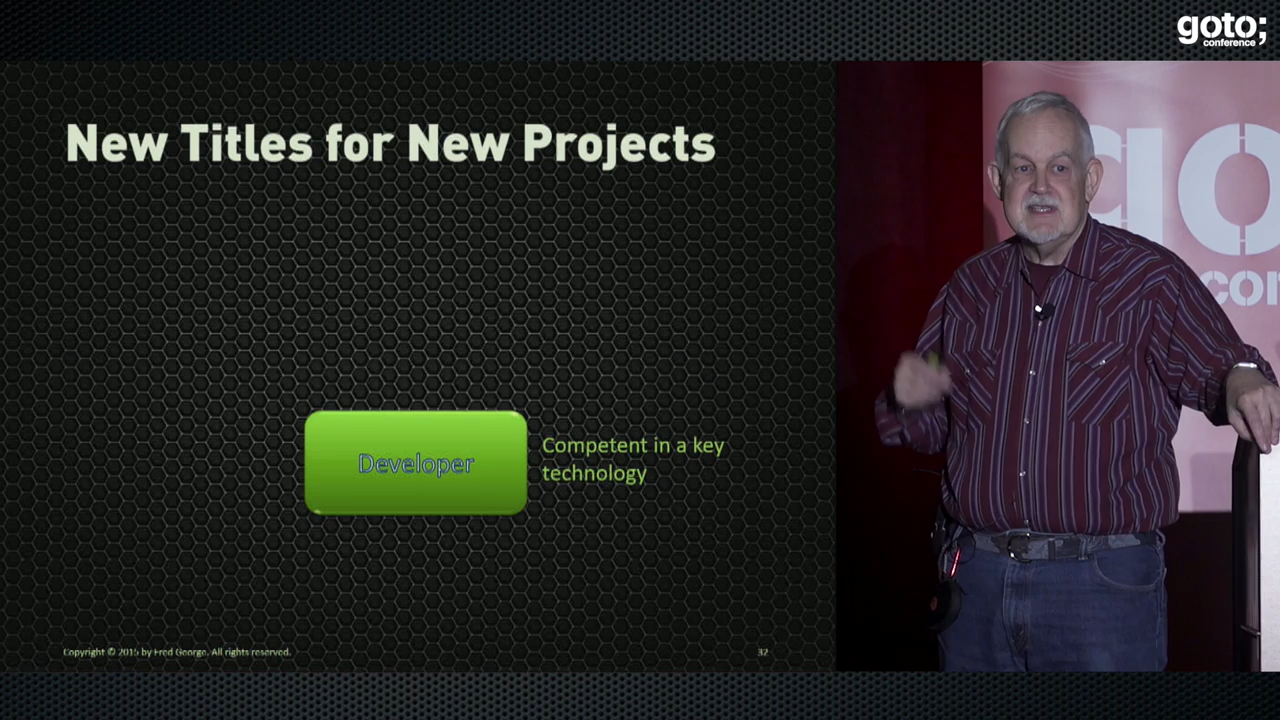 goto;
conference
New Titles for New Projects
Developer
Competent in a key
technology
Copyright © 2015 by Fred George. All rights reserved.
32